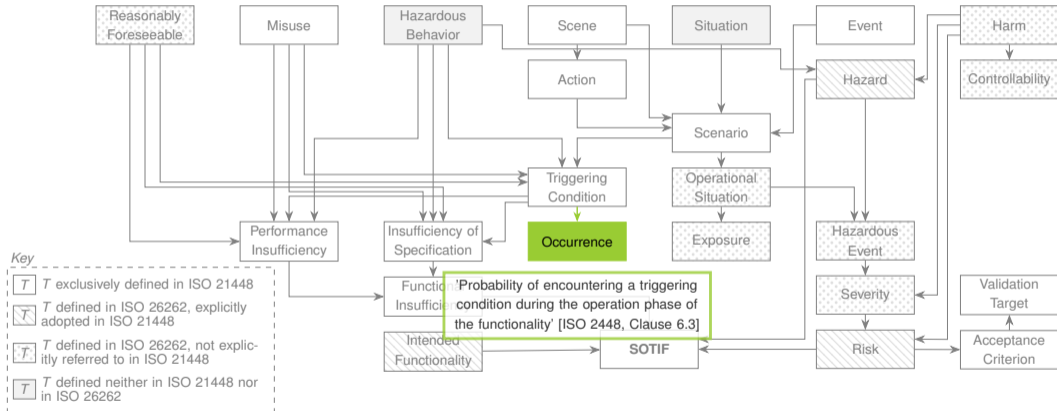 Reasonably
Foreseeable
Misuse
Hazardous
Behavior
Scene
Situation
Event
Harm
Action
Hazard
Controllability
Scenario
Triggering
Condition
Operational
Situation
Performance
Insufficiency
Insufficiency of
Specification
Occurrence
Exposure
Hazardous
Event
Key
T T exclusively defined in ISO 21448
T T defined in ISO 26262, explicitly
adopted in ISO 21448
T T defined in ISO 26262, not explic-
itly referred to in ISO 21448
T T defined neither in ISO 21448 nor
in ISO 26262
'Probability of encountering a triggering
condition during the operation phase of
the functionality' [ISO 2448, Clause 6.3]
Severity
Validation
Target
Intended
Functionality
SOTIF
Risk
Acceptance
Criterion